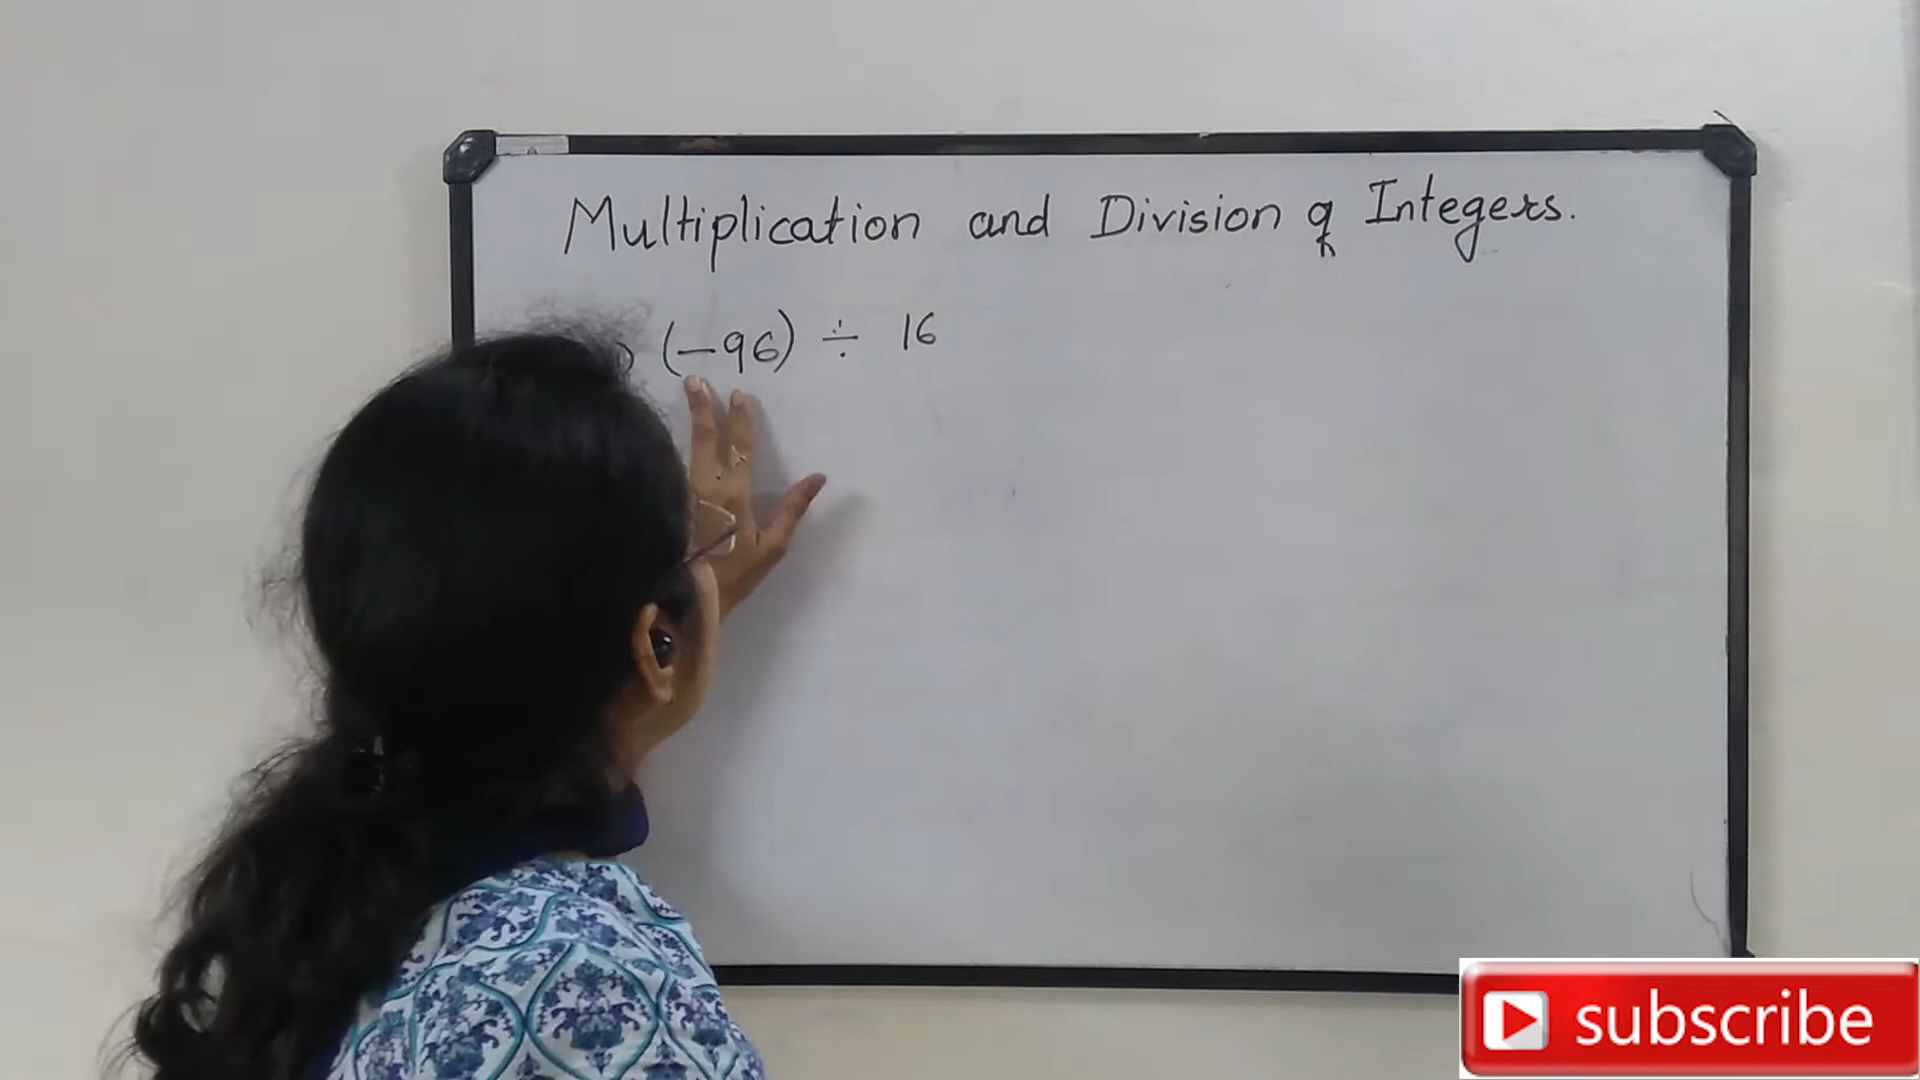 Multiplication and Division of Integers.
(-96) ÷ 16
subscribe